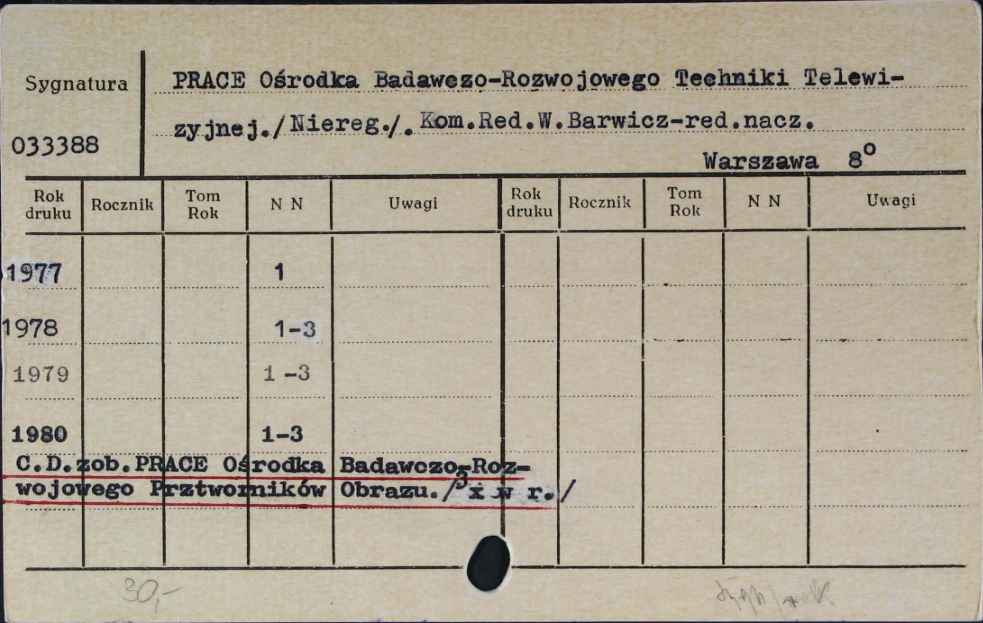 Sygnatura
033388
PRACE Ośrodka Badawczo-Rozwojowego Techniki Telewi-
zyjnej./Niereg./. Kom.Red.W.Barwicz-red.nacz.
Warszawa 8°
Rok druku Rocznik Tom Rok N N Uwagi Rok druku Rocznik Tom Rok N N Uwagi
1977 1
1978 1-3
1979 1-3
1980 1-3
C.D.zob.PRACE Ośrodka Badawczo-Roz-
wojowego Prztworników Obrazu./3 x w r./
30,-